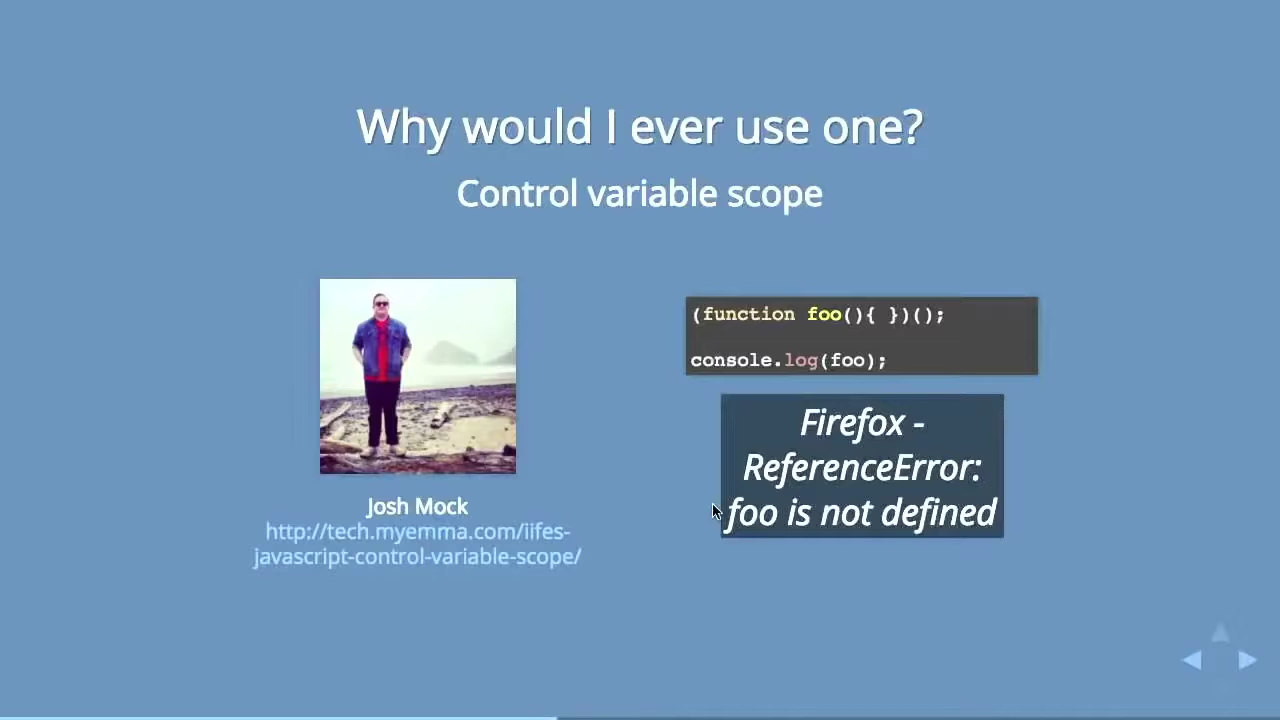 Why would I ever use one?
Control variable scope
Josh Mock
http://tech.myemma.com/iifes-
javascript-control-variable-scope/
(function foo(){ })();
console.log(foo);
Firefox -
ReferenceError:
foo is not defined